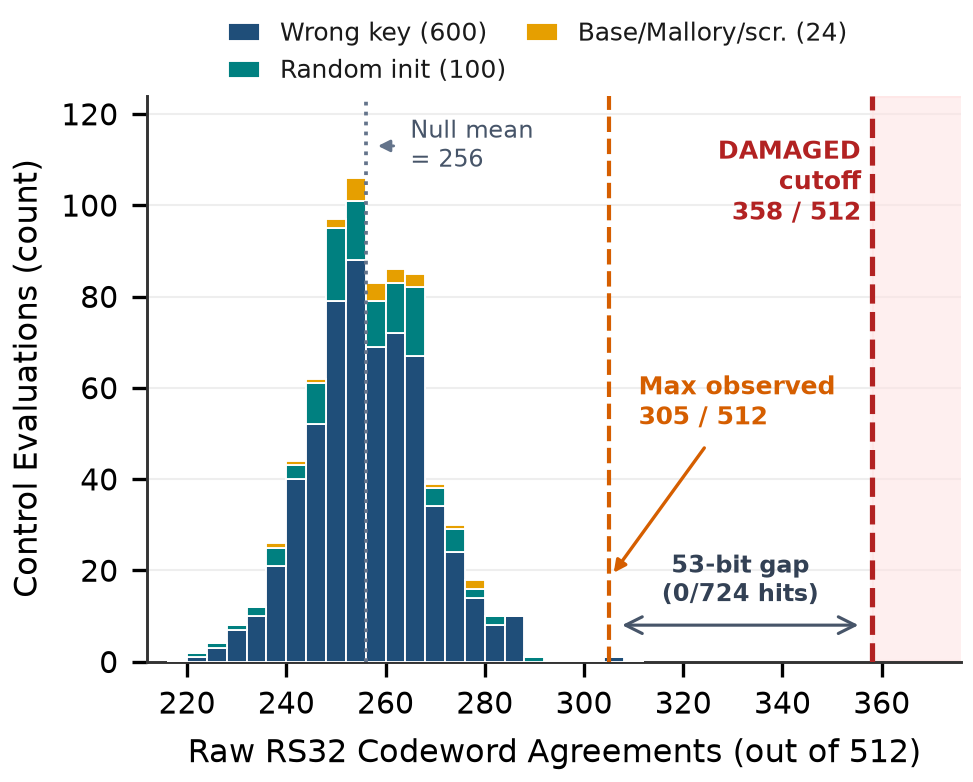 Wrong key (600)
Base/Mallory/scr. (24)
Random init (100)
Control Evaluations (count)
120
100
80
60
40
20
0
Null mean
= 256
DAMAGED
cutoff
358 / 512
Max observed
305 / 512
53-bit gap
(0/724 hits)
220
240
260
280
300
320
340
360
Raw RS32 Codeword Agreements (out of 512)